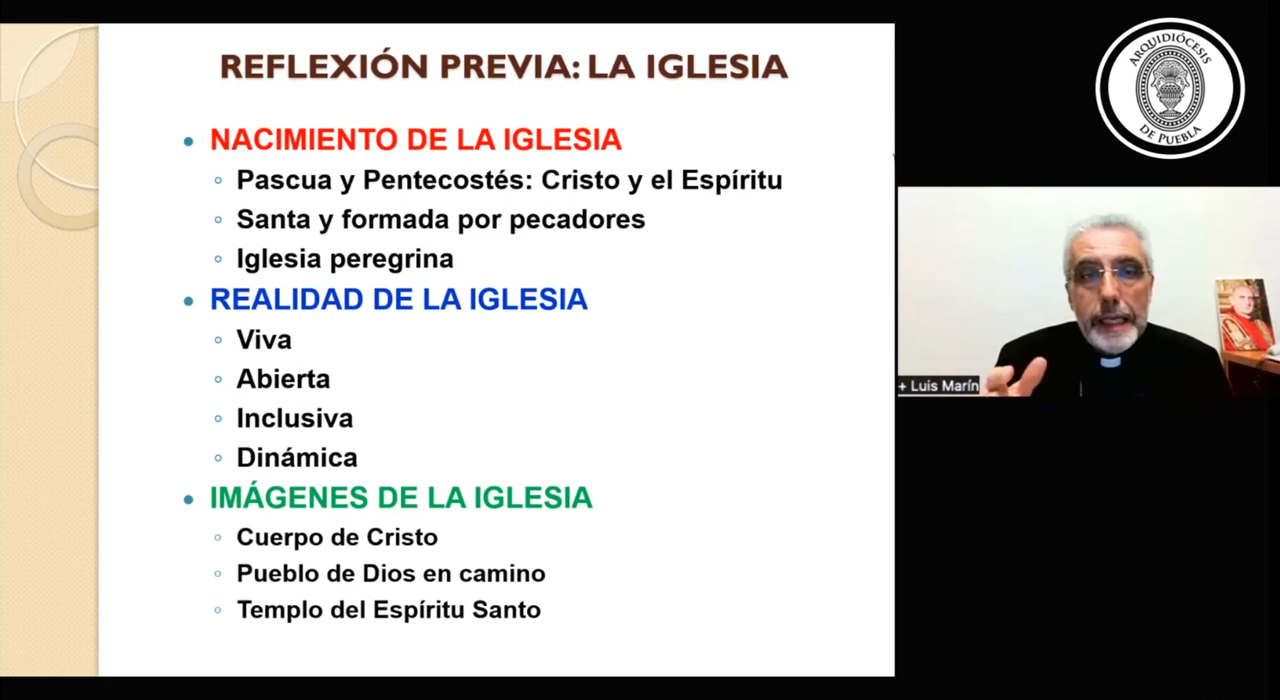 REFLEXIÓN PREVIA: LA IGLESIA
NACIMIENTO DE LA IGLESIA
Pascua y Pentecostés: Cristo y el Espíritu
Santa y formada por pecadores
Iglesia peregrina
REALIDAD DE LA IGLESIA
Viva
Abierta
Inclusiva
Dinámica
IMÁGENES DE LA IGLESIA
Cuerpo de Cristo
Pueblo de Dios en camino
Templo del Espíritu Santo
ARQUIDIÓCESIS
DE PUEBLA
+ Luis Marín